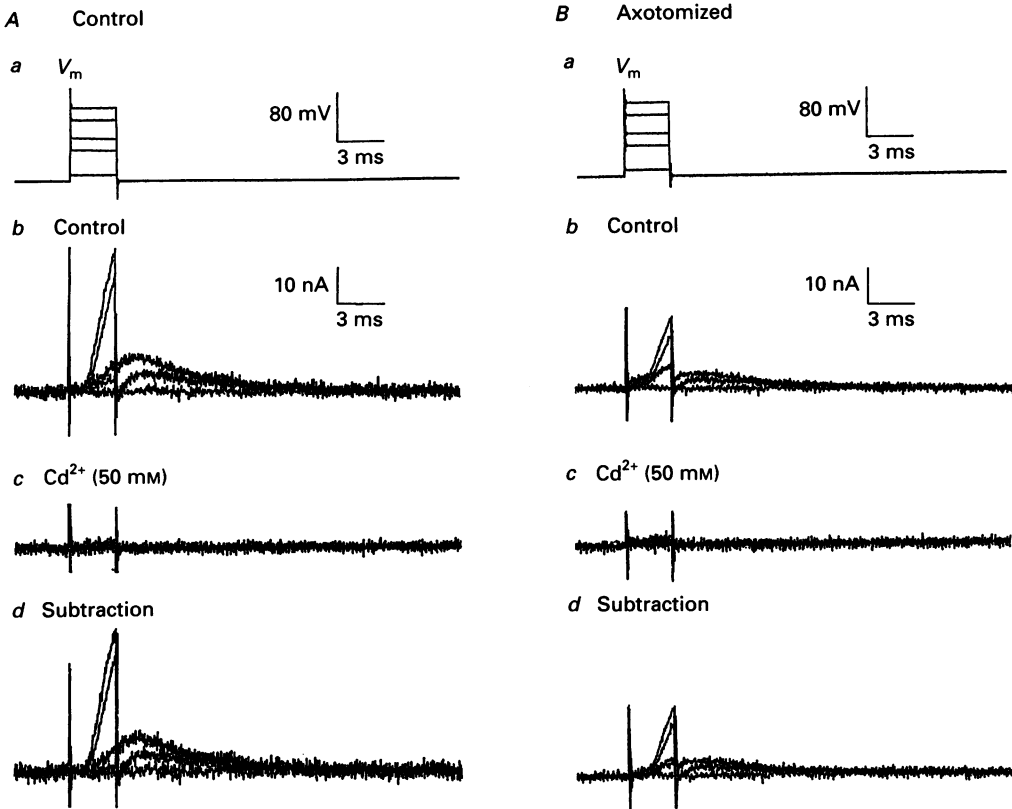 A Control
a Vm
80 mV
3 ms
b Control
10 nA
3 ms
c Cd2+ (50 mM)
d Subtraction
B Axotomized
a Vm
80 mV
3 ms
b Control
10 nA
3 ms
c Cd2+ (50 mM)
d Subtraction